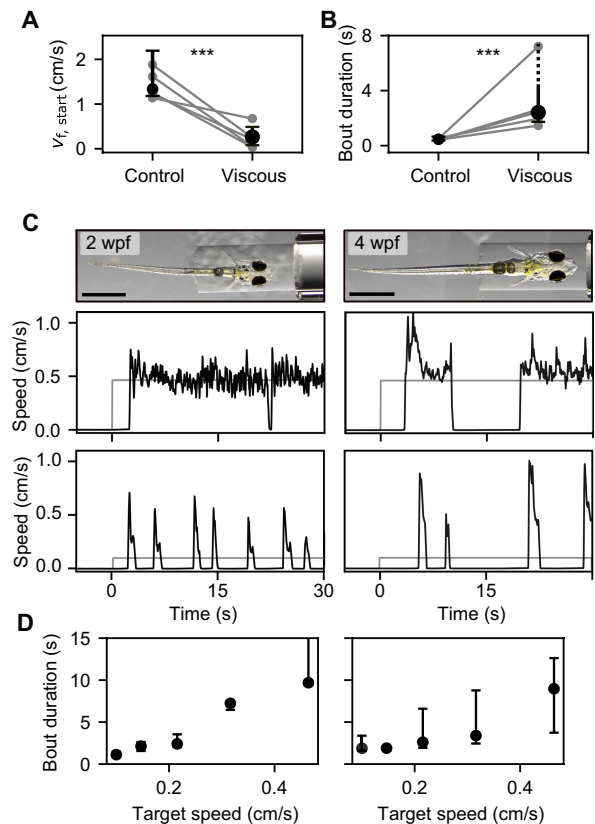 A
B
v_f, start (cm/s)
2
1
0
***
Control
Viscous
Bout duration (s)
8
4
0
***
Control
Viscous
C
2 wpf
4 wpf
Speed (cm/s)
1.0
0.5
0.0
Speed (cm/s)
1.0
0.5
0.0
0
15
30
Time (s)
0
15
Time (s)
D
Bout duration (s)
15
10
5
0
0.2
0.4
Target speed (cm/s)
0.2
0.4
Target speed (cm/s)